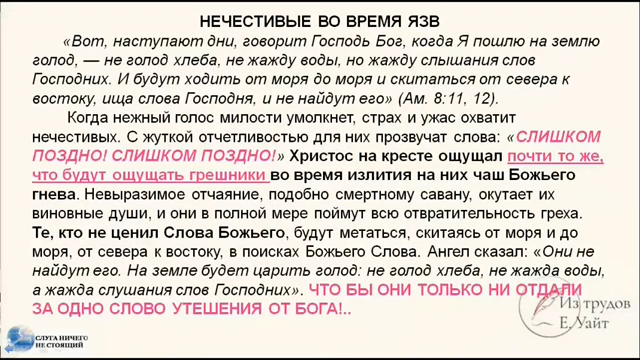 НЕЧЕСТИВЫЕ ВО ВРЕМЯ ЯЗВ
«Вот, наступают дни, говорит Господь Бог, когда Я пошлю на землю
голод, — не голод хлеба, не жажду воды, но жажду слышания слов
Господних. И будут ходить от моря до моря и скитаться от севера к
востоку, ища слова Господня, и не найдут его» (Ам. 8:11, 12).
Когда нежный голос милости умолкнет, страх и ужас охватит
нечестивых. С жуткой отчетливостью для них прозвучат слова: «СЛИШКОМ
ПОЗДНО! СЛИШКОМ ПОЗДНО!» Христос на кресте ощущал почти то же,
что будут ощущать грешники во время излития на них чаш Божьего
гнева. Невыразимое отчаяние, подобно смертному савану, окутает их
виновные души, и они в полной мере поймут всю отвратительность греха.
Те, кто не ценил Слова Божьего, будут метаться, скитаясь от моря и до
моря, от севера к востоку, в поисках Божьего Слова. Ангел сказал: «Они не
найдут его. На земле будет царить голод: не голод хлеба, не жажда воды,
а жажда слушания слов Господних». ЧТО БЫ ОНИ ТОЛЬКО НИ ОТДАЛИ
ЗА ОДНО СЛОВО УТЕШЕНИЯ ОТ БОГА!..
Из трудов
Е. Уайт
СЛУГА НИЧЕГО
НЕ СТОЯЩИЙ